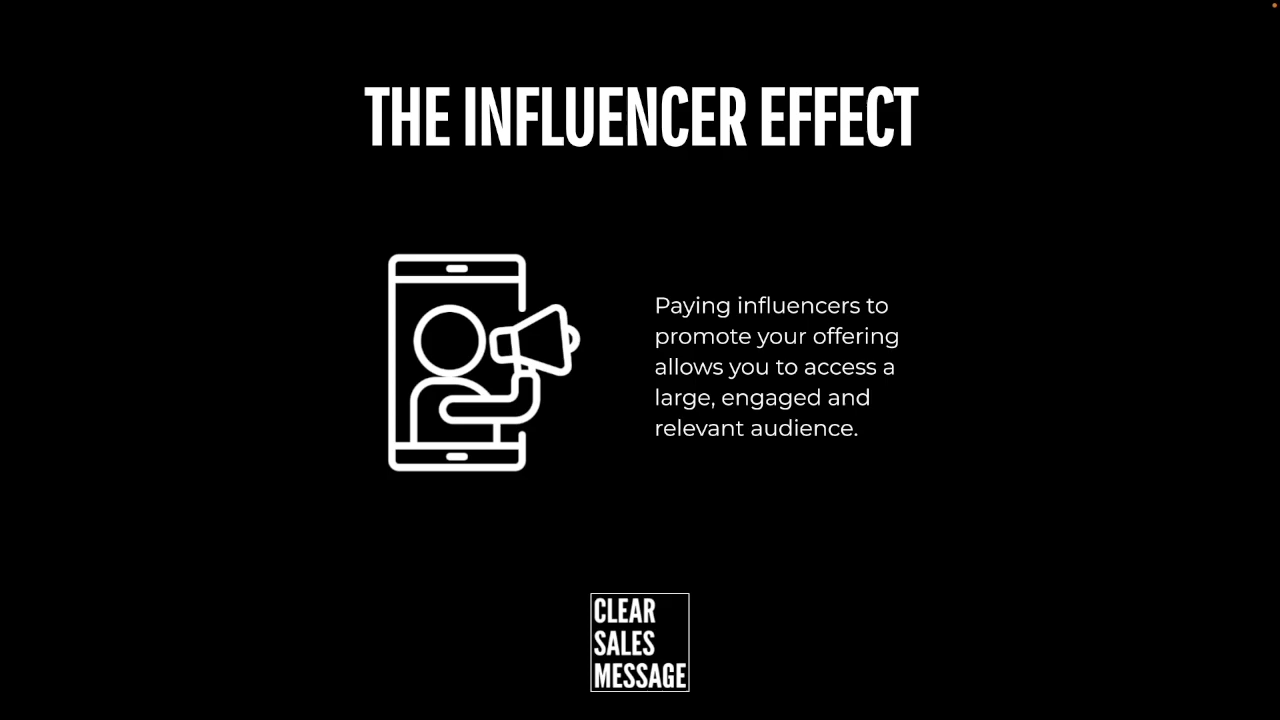 THE INFLUENCER EFFECT
Paying influencers to
promote your offering
allows you to access a
large, engaged and
relevant audience.
CLEAR
SALES
MESSAGE